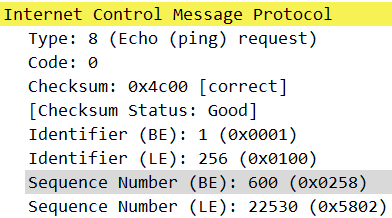 Internet Control Message Protocol
Type: 8 (Echo (ping) request)
Code: 0
Checksum: 0x4c00 [correct]
[Checksum Status: Good]
Identifier (BE): 1 (0x0001)
Identifier (LE): 256 (0x0100)
Sequence Number (BE): 600 (0x0258)
Sequence Number (LE): 22530 (0x5802)